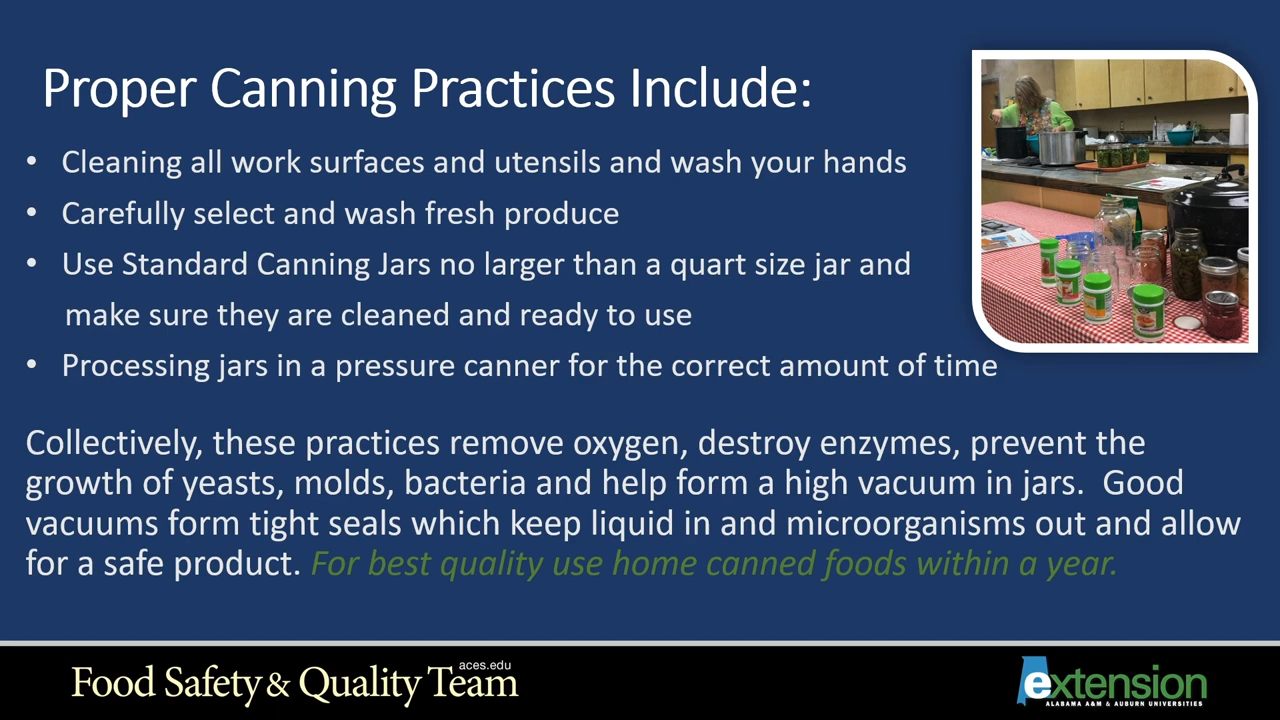 Proper Canning Practices Include:
• Cleaning all work surfaces and utensils and wash your hands
• Carefully select and wash fresh produce
• Use Standard Canning Jars no larger than a quart size jar and
make sure they are cleaned and ready to use
• Processing jars in a pressure canner for the correct amount of time
Collectively, these practices remove oxygen, destroy enzymes, prevent the
growth of yeasts, molds, bacteria and help form a high vacuum in jars.  Good
vacuums form tight seals which keep liquid in and microorganisms out and allow
for a safe product. For best quality use home canned foods within a year.
aces.edu
Food Safety & Quality Team
extension
ALABAMA A&M & AUBURN UNIVERSITIES